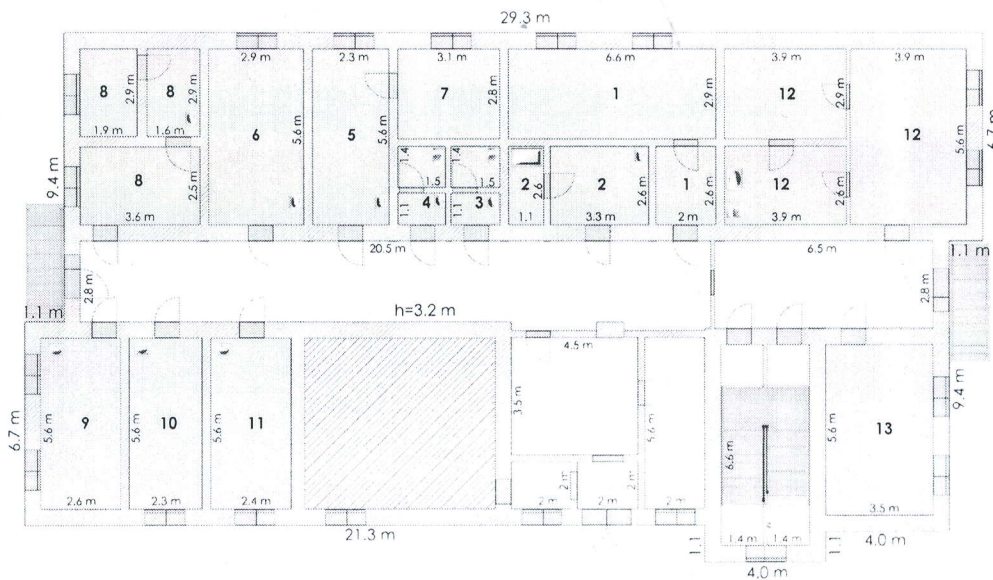 29.3 m
2.9 m
2.3 m
3.1 m
6.6 m
3.9 m
3.9 m
8
2.9 m
8
2.9 m
6
5.6 m
5
5.6 m
7
2.8 m
1
2.9 m
12
2.9 m
12
5.6 m
6.7 m
1.9 m
1.6 m
9.4 m
8
2.5 m
3.6 m
1.4
1.5
1.4
1.5
1.1
4
1.1
3
2
2.6
1.1
2
2.6 m
3.3 m
1
2.6 m
2 m
12
2.6 m
3.9 m
20.5 m
6.5 m
1.1 m
2.8 m
2.8 m
1.1 m
h=3.2 m
4.5 m
3.5 m
9.4 m
6.7 m
5.6 m
9
5.6 m
10
5.6 m
11
5.6 m
6.6 m
5.6 m
13
2 m
2 m
2.6 m
2.3 m
2.4 m
2 m
2 m
2 m
3.5 m
21.3 m
1.1
1.4 m
1.4 m
1.1
4.0 m
4.0 m